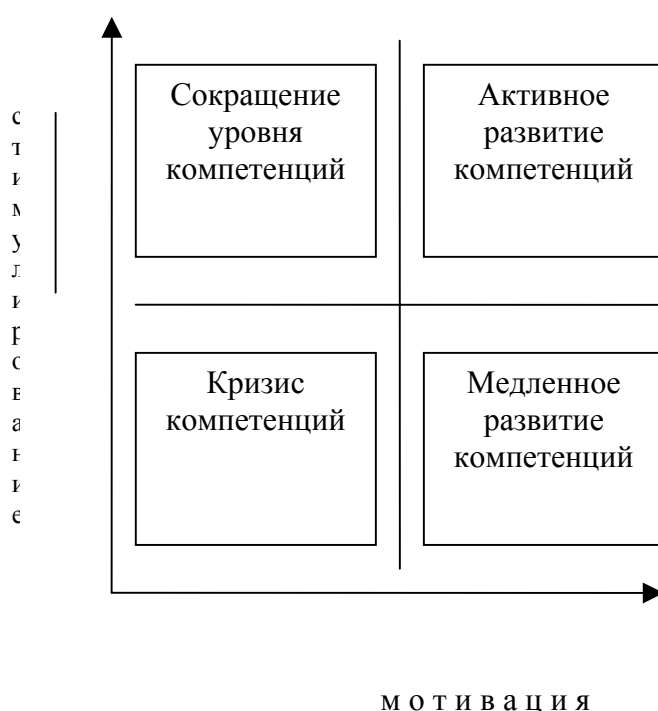 Сокращение
уровня
компетенций
Активное
развитие
компетенций
стимулирование
Кризис
компетенций
Медленное
развитие
компетенций
мотивация